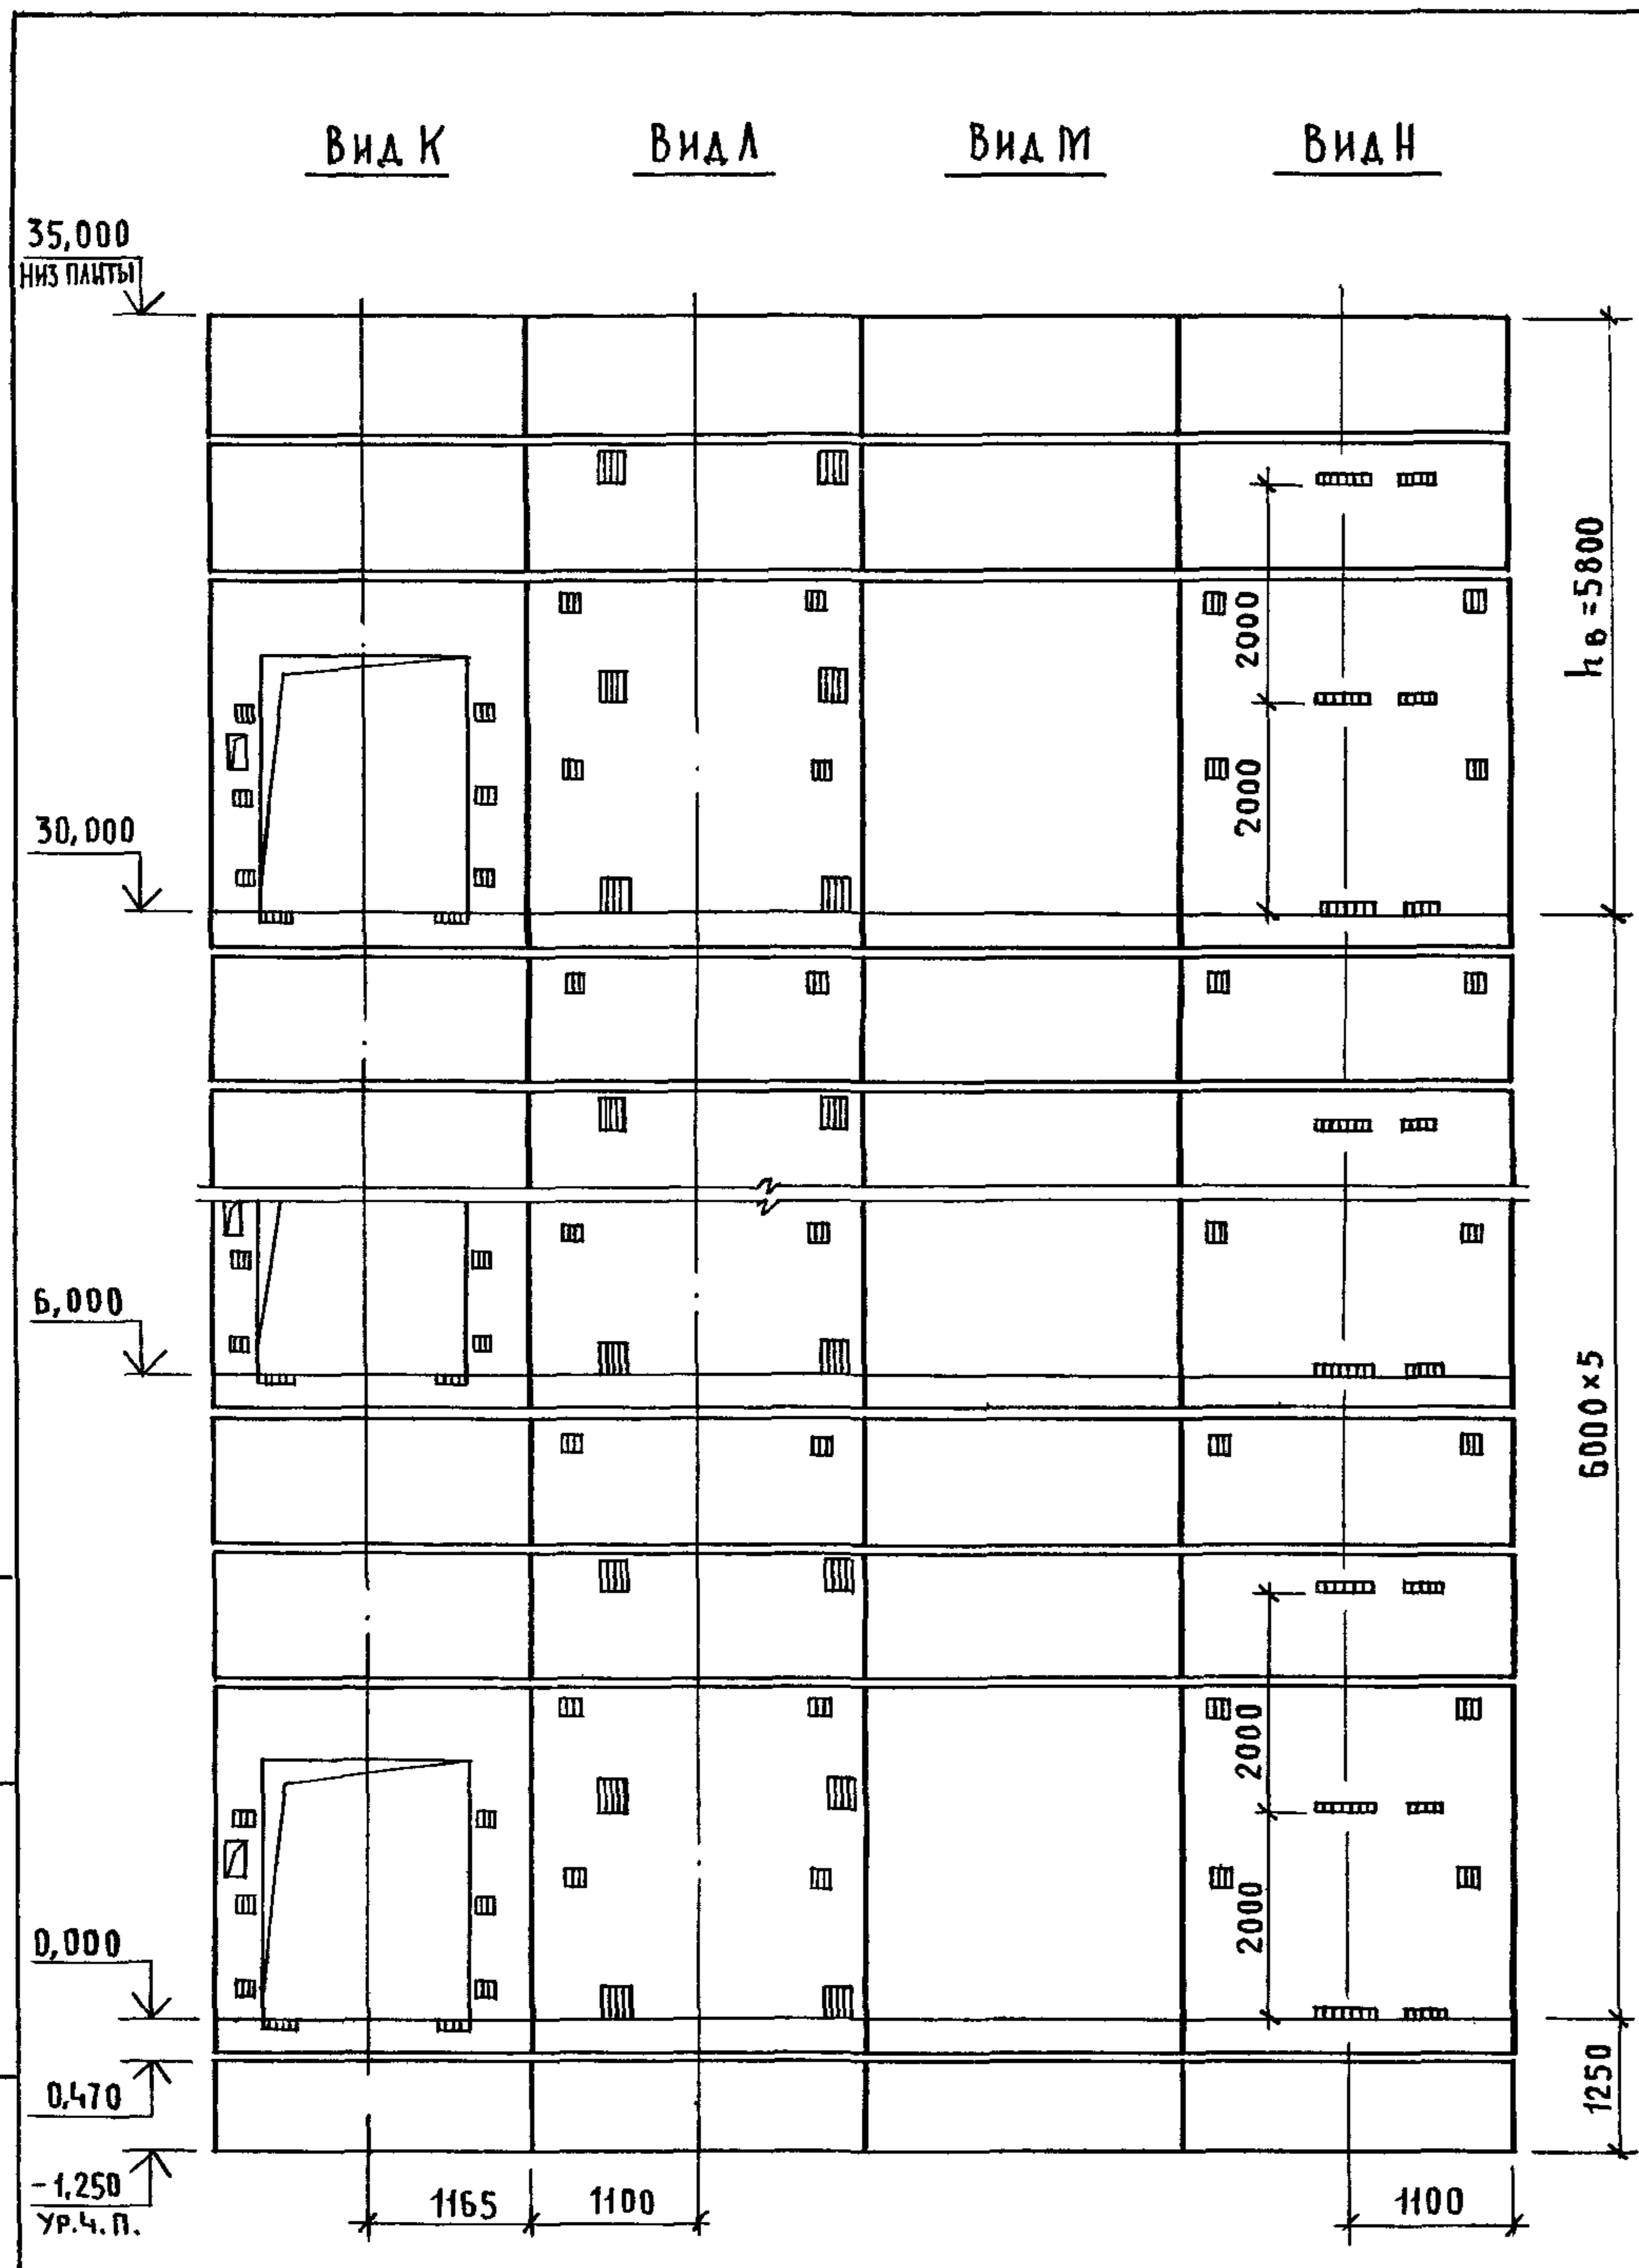 Вид К
Вид Л
Вид М
Вид Н
35,000
низ плиты
30,000
6,000
0,000
0,470
-1,250
ур.ч.п.
2000
2000
2000
2000
hв=5800
6000×5
1250
1165
1100
1100